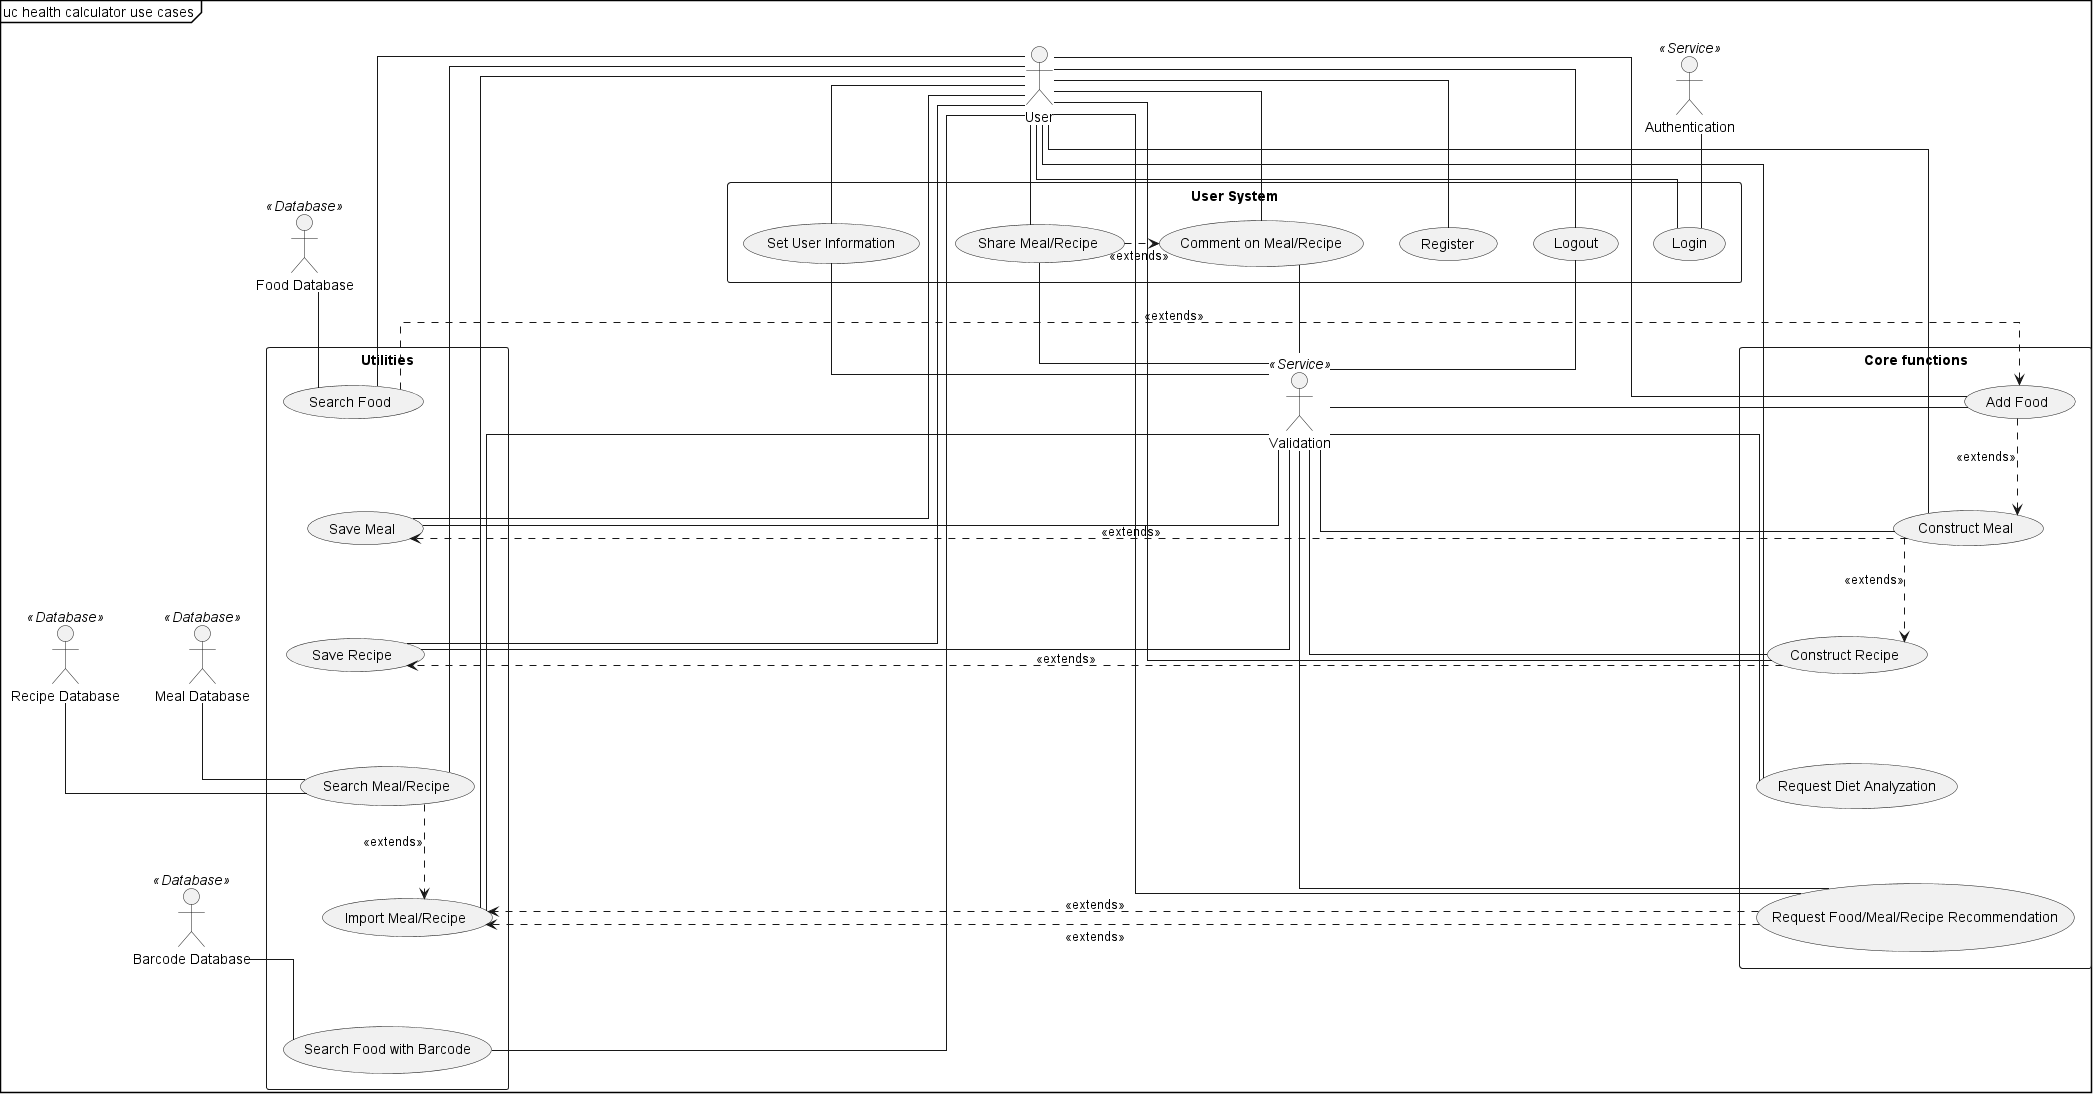 uc health calculator use cases
«Service»
User
Authentication
User System
«Database»
Set User Information
Share Meal/Recipe
«extends»
Comment on Meal/Recipe
Register
Logout
Login
Food Database
«extends»
Utilities
«Service»
Core functions
Search Food
Add Food
Validation
«extends»
Save Meal
«extends»
Construct Meal
«extends»
«Database»
«Database»
Save Recipe
«extends»
Construct Recipe
Recipe Database
Meal Database
Search Meal/Recipe
Request Diet Analyzation
«extends»
«Database»
«extends»
Import Meal/Recipe
Request Food/Meal/Recipe Recommendation
«extends»
Barcode Database
Search Food with Barcode